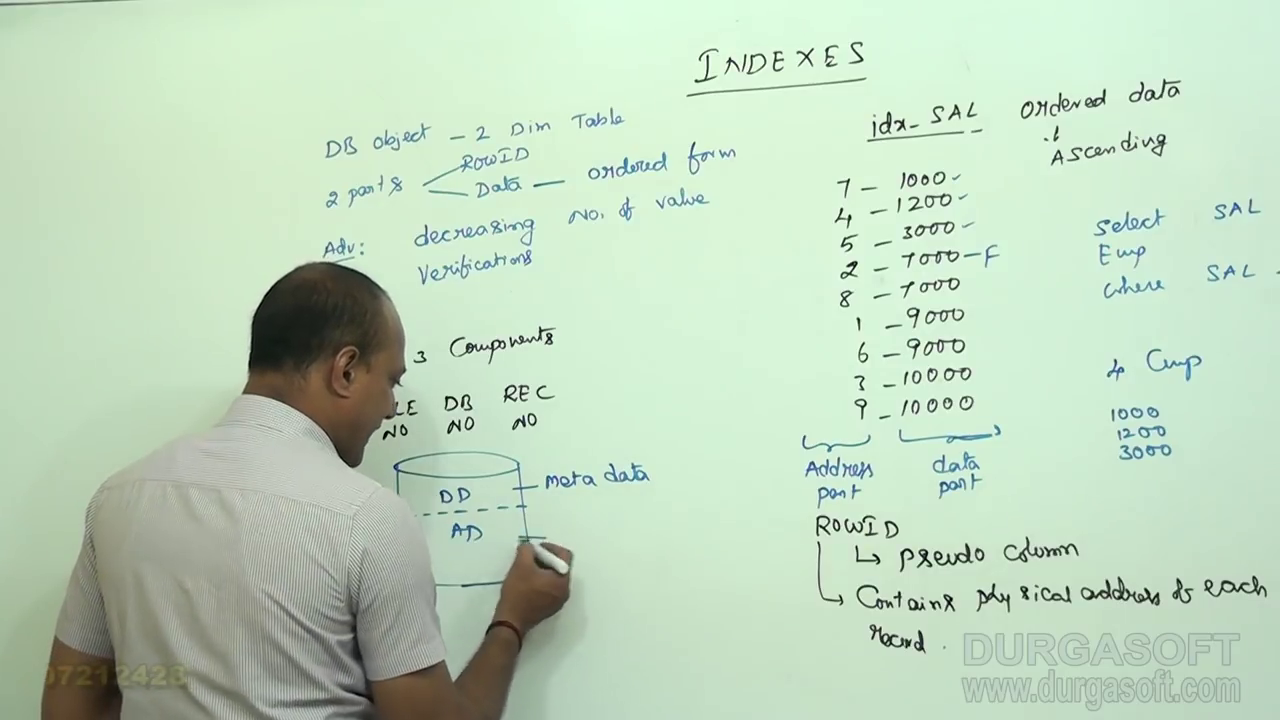 INDEXES
DB Object - 2 Dim Table
2 parts
ROWID
Data - ordered form
Adv: decreasing No. of value
Verifications
3 Components
LE DB REC
NO NO NO
DD
meta data
AD
idx_SAL ordered data
Ascending
7 - 1000
4 - 1200
5 - 3000
2 - 7000 - F
8 - 7000
1 - 9000
6 - 9000
3 - 10000
9 - 10000
Address
part
data
part
select SAL
Emp
where SAL
4 Cmp
1000
1200
3000
ROWID
pseudo column
Contains physical address of each
record.
DURGASOFT
www.durgasoft.com
07212428